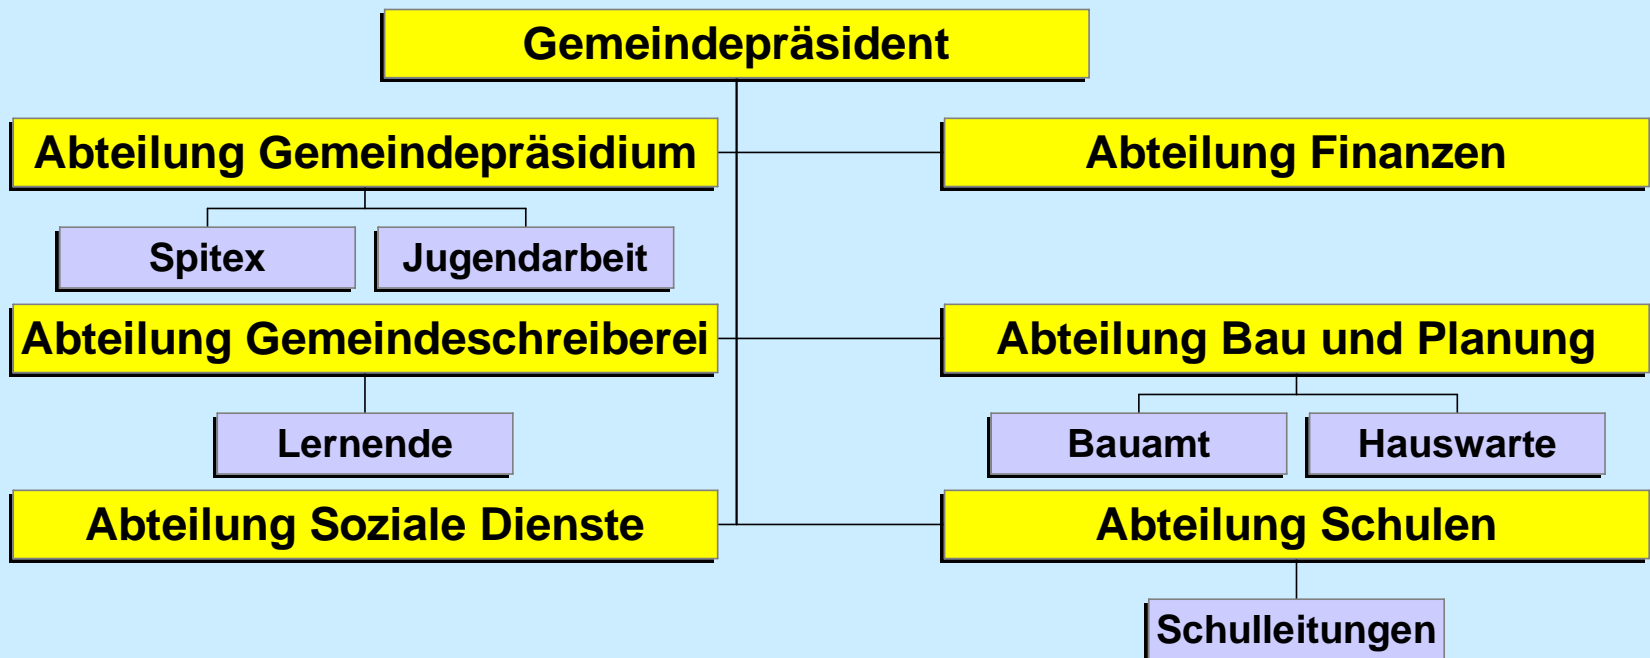 Gemeindepräsident
Abteilung Gemeindepräsidium
Abteilung Finanzen
Spitex
Jugendarbeit
Abteilung Gemeindeschreiberei
Abteilung Bau und Planung
Lernende
Bauamt
Hauswarte
Abteilung Soziale Dienste
Abteilung Schulen
Schulleitungen